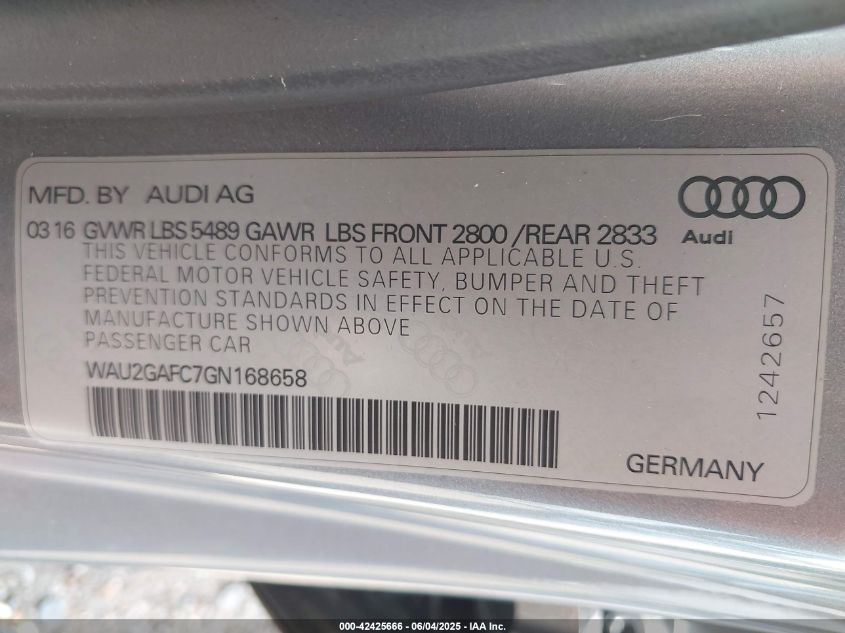 MFD. BY AUDI AG
Audi
03 16 GVWR LBS 5489 GAWR LBS FRONT 2800 /REAR 2833
THIS VEHICLE CONFORMS TO ALL APPLICABLE U.S.
FEDERAL MOTOR VEHICLE SAFETY, BUMPER AND THEFT
PREVENTION STANDARDS IN EFFECT ON THE DATE OF
MANUFACTURE SHOWN ABOVE
PASSENGER CAR
WAU2GAFC7GN168658
1242657
GERMANY
000-42425666 - 06/04/2025 - IAA Inc.